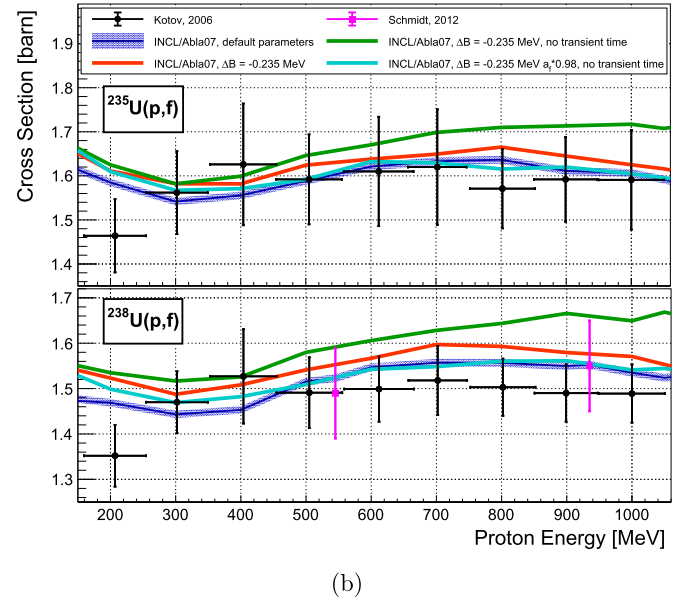 Kotov, 2006
Schmidt, 2012
INCL/Abla07, default parameters
INCL/Abla07, ΔB = -0.235 MeV, no transient time
INCL/Abla07, ΔB = -0.235 MeV
INCL/Abla07, ΔB = -0.235 MeV a_f*0.98, no transient time
Cross Section [barn]
1.9
1.8
1.7
1.6
1.5
1.4
²³⁵U(p,f)
1.7
1.6
1.5
1.4
1.3
²³⁸U(p,f)
200 300 400 500 600 700 800 900 1000
Proton Energy [MeV]
(b)